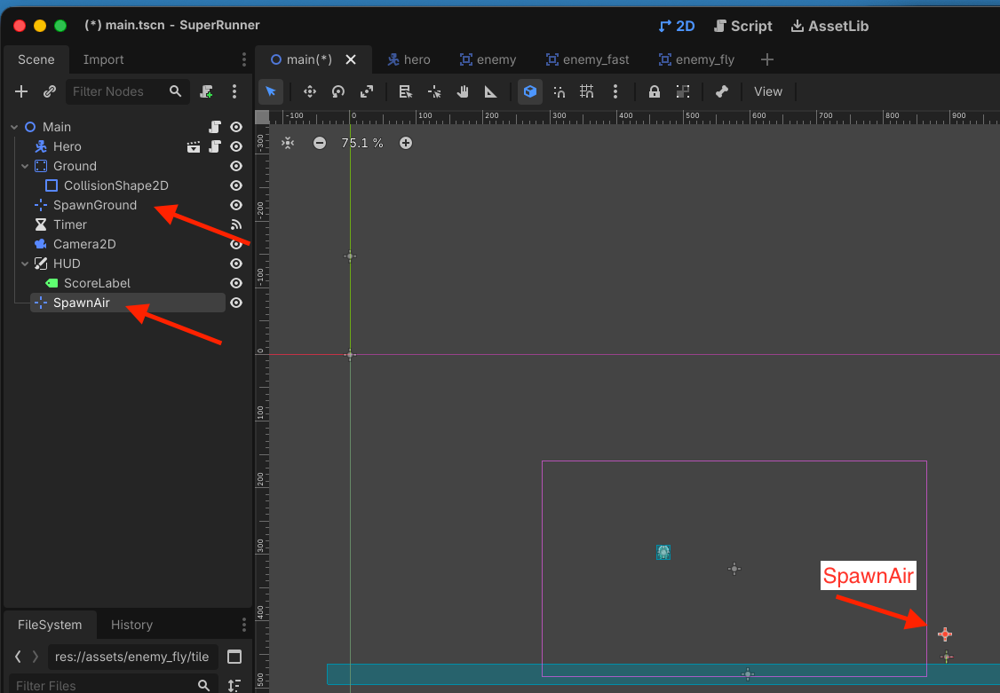 (*) main.tscn - SuperRunner
2D
Script
AssetLib
Scene
Import
main(*)
hero
enemy
enemy_fast
enemy_fly
Filter Nodes
View
Main
Hero
Ground
CollisionShape2D
SpawnGround
Timer
Camera2D
HUD
ScoreLabel
SpawnAir
-100 0 100 200 300 400 500 600 700 800 900
-300
-200
-100
0
100
200
300
400
500
75.1 %
SpawnAir
FileSystem
History
res://assets/enemy_fly/tile
Filter Files